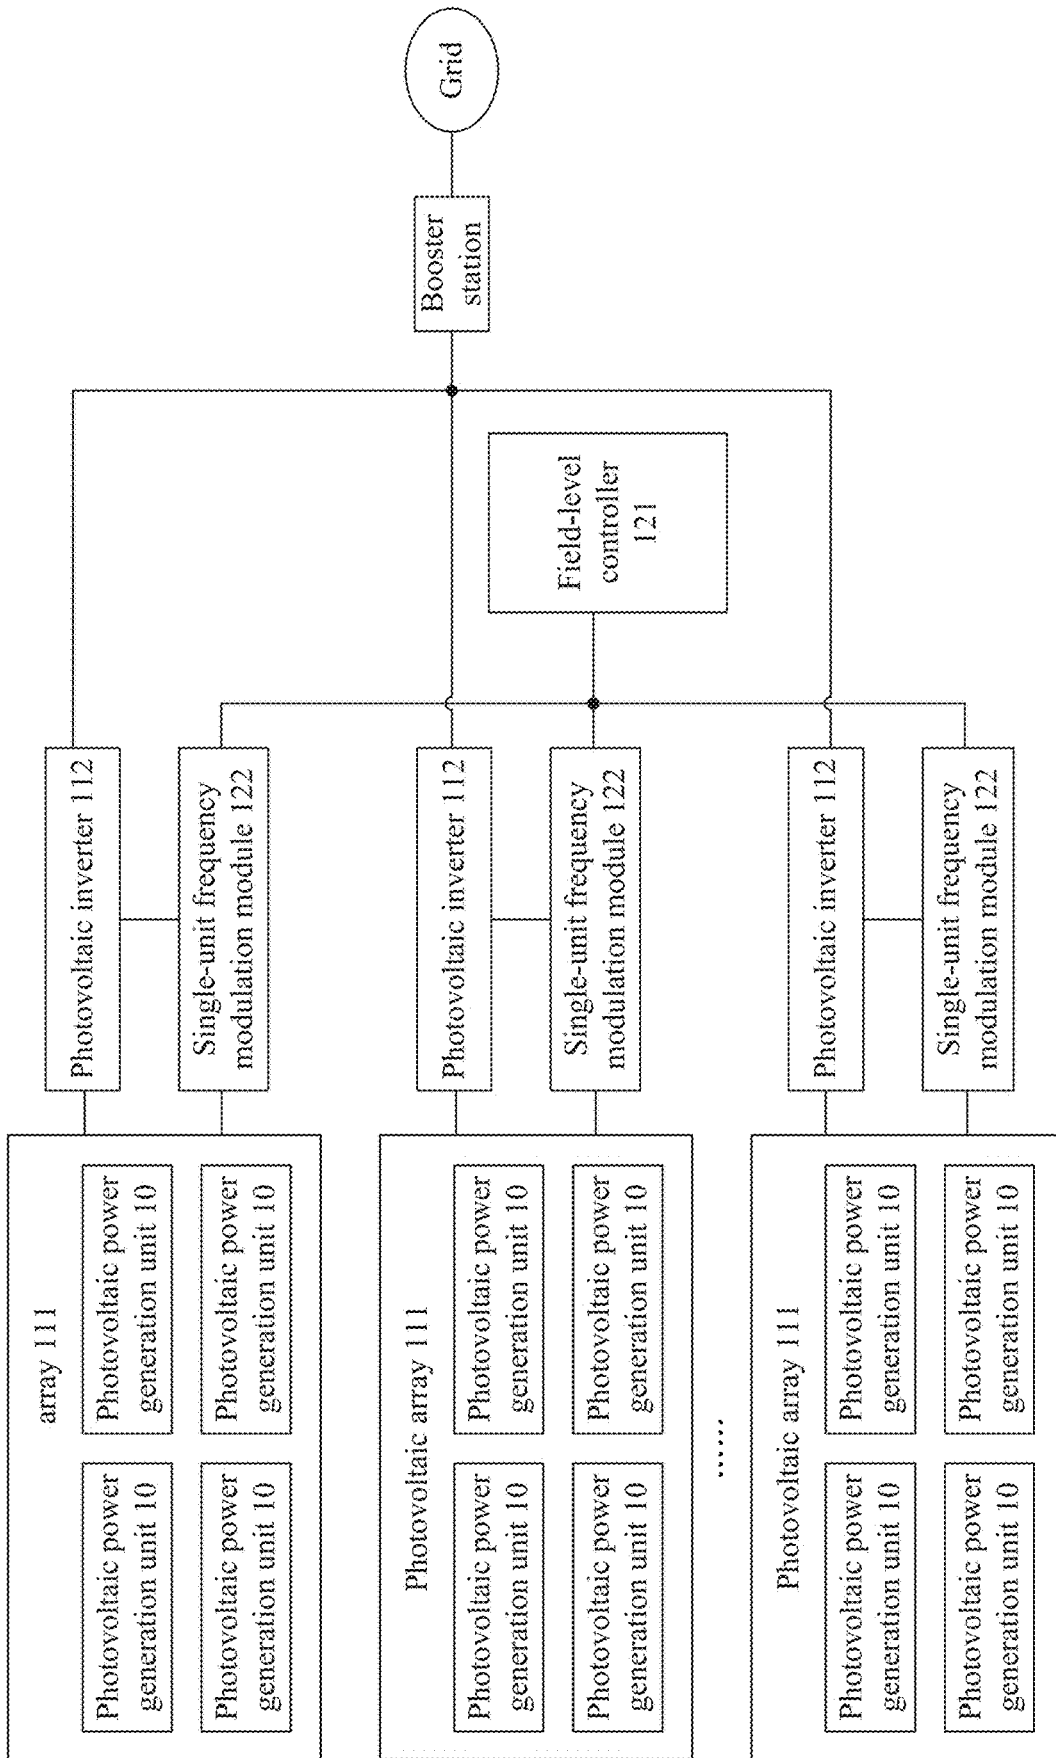 array 111
Photovoltaic power
generation unit 10
Photovoltaic power
generation unit 10
Photovoltaic power
generation unit 10
Photovoltaic power
generation unit 10
Photovoltaic inverter 112
Single-unit frequency
modulation module 122
Photovoltaic array 111
Photovoltaic power
generation unit 10
Photovoltaic power
generation unit 10
Photovoltaic power
generation unit 10
Photovoltaic power
generation unit 10
Photovoltaic inverter 112
Single-unit frequency
modulation module 122
......
Photovoltaic array 111
Photovoltaic power
generation unit 10
Photovoltaic power
generation unit 10
Photovoltaic power
generation unit 10
Photovoltaic power
generation unit 10
Photovoltaic inverter 112
Single-unit frequency
modulation module 122
Field-level
controller
121
Booster
station
Grid